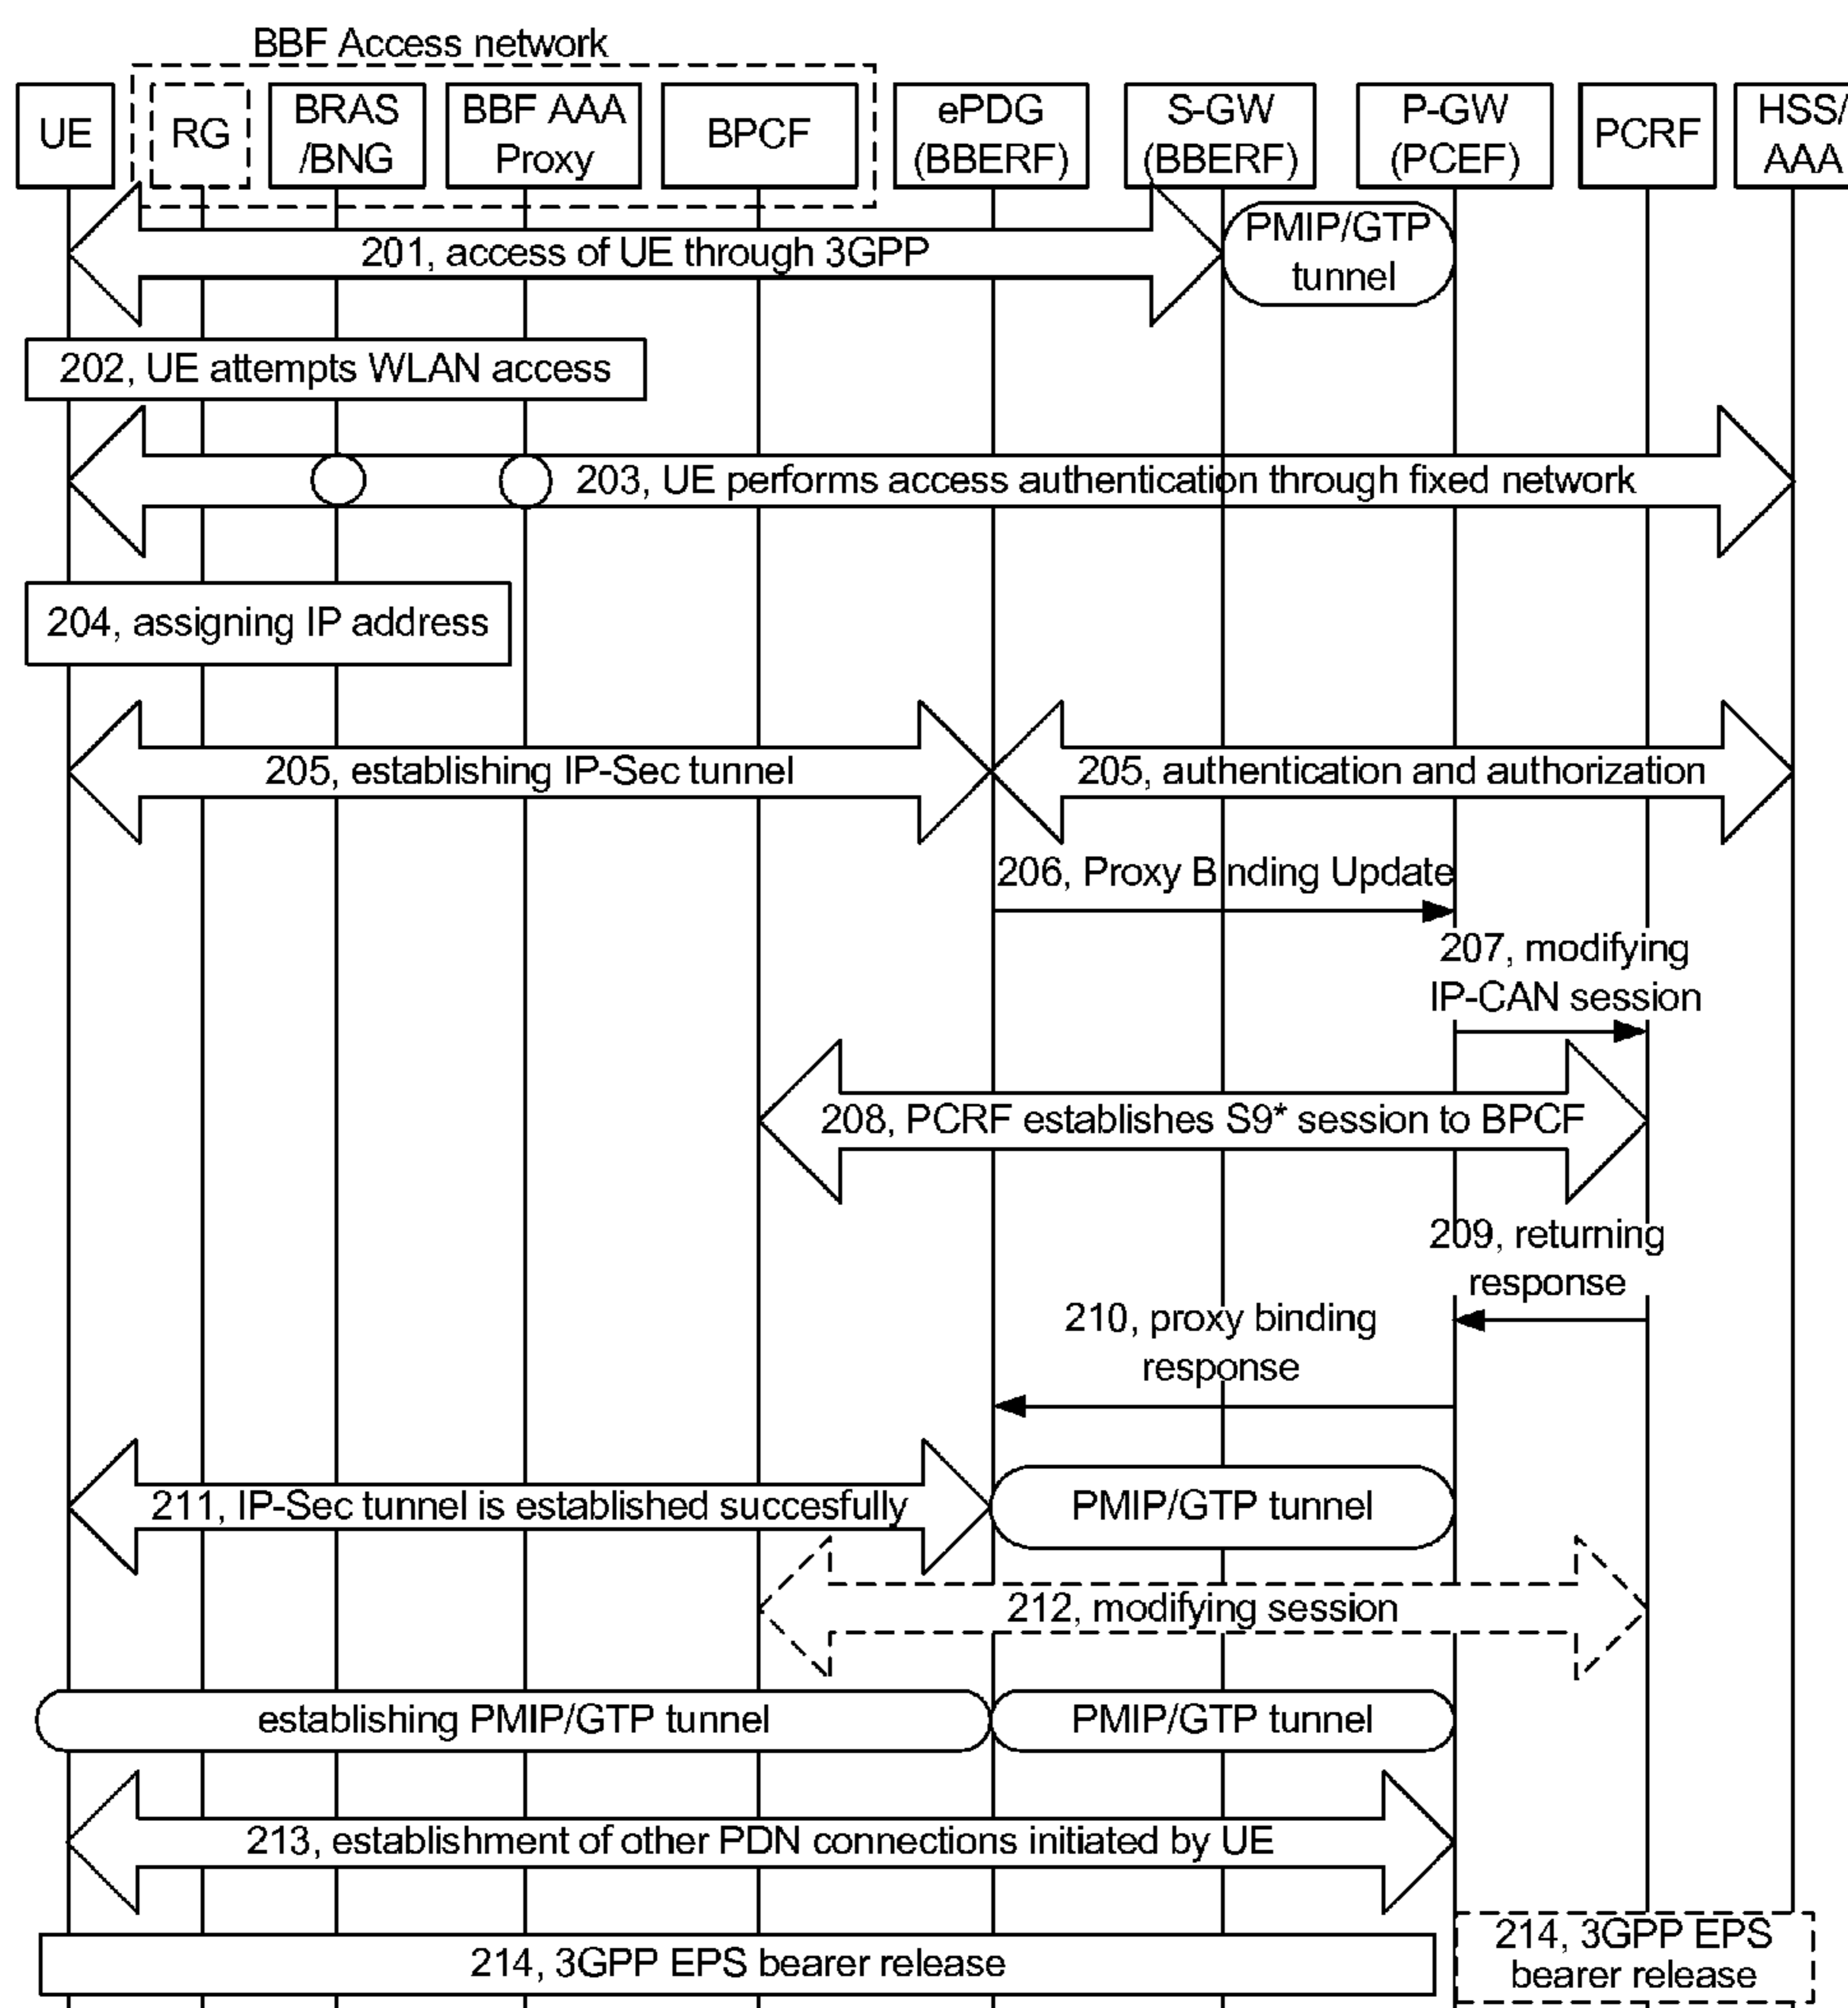 BBF Access network
UE
RG
BRAS
/BNG
BBF AAA
Proxy
BPCF
ePDG
(BBERF)
S-GW
(BBERF)
P-GW
(PCEF)
PCRF
HSS/
AAA
201, access of UE through 3GPP
PMIP/GTP
tunnel
202, UE attempts WLAN access
203, UE performs access authentication through fixed network
204, assigning IP address
205, establishing IP-Sec tunnel
205, authentication and authorization
206, Proxy Binding Update
207, modifying
IP-CAN session
208, PCRF establishes S9* session to BPCF
209, returning
response
210, proxy binding
response
211, IP-Sec tunnel is established succesfully
PMIP/GTP tunnel
212, modifying session
establishing PMIP/GTP tunnel
PMIP/GTP tunnel
213, establishment of other PDN connections initiated by UE
214, 3GPP EPS bearer release
214, 3GPP EPS
bearer release